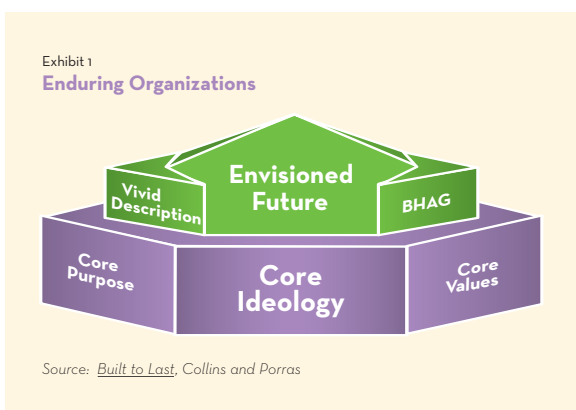 Exhibit 1
Enduring Organizations
Envisioned
Future
Vivid
Description
BHAG
Core
Purpose
Core
Ideology
Core
Values
Source: Built to Last, Collins and Porras